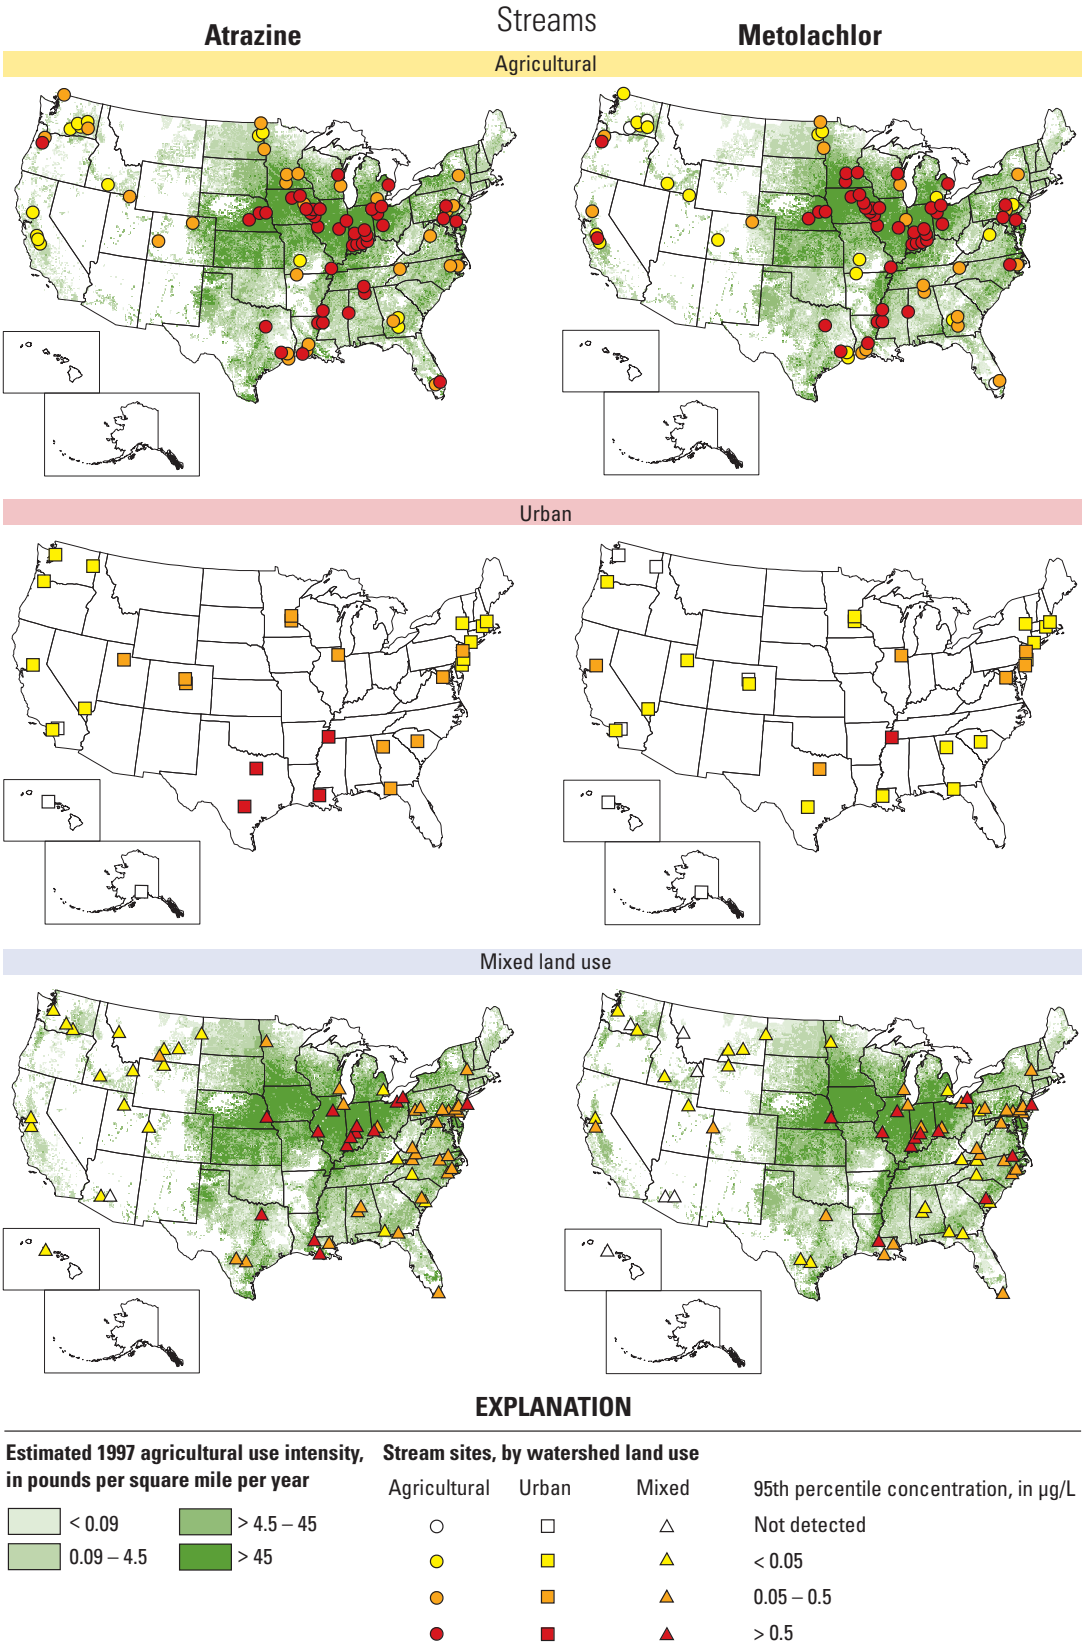 Streams
Atrazine
Metolachlor
Agricultural
Urban
Mixed land use
EXPLANATION
Estimated 1997 agricultural use intensity,
in pounds per square mile per year
< 0.09
> 4.5 – 45
0.09 – 4.5
> 45
Stream sites, by watershed land use
Agricultural
Urban
Mixed
95th percentile concentration, in µg/L
Not detected
< 0.05
0.05 – 0.5
> 0.5